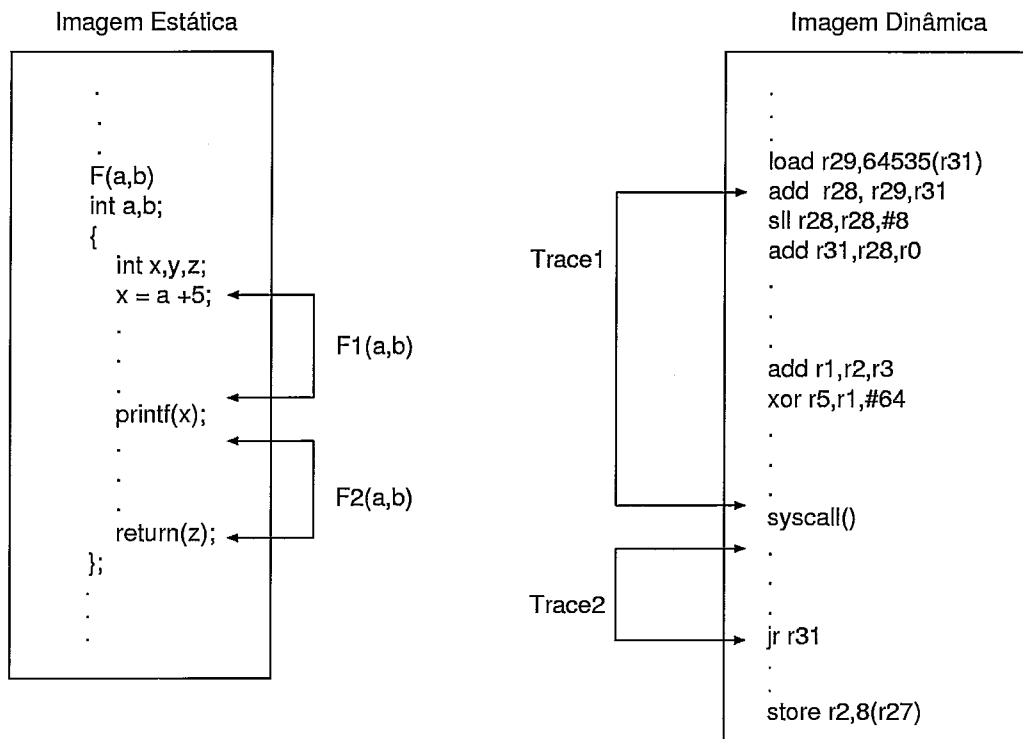 Imagem Estática
.
.
.
F(a,b)
int a,b;
{
int x,y,z;
x = a +5;
.
.
.
printf(x);
.
.
.
return(z);
};
.
.
.
F1(a,b)
F2(a,b)
Imagem Dinâmica
.
.
.
load r29,64535(r31)
add r28, r29,r31
sll r28,r28,#8
add r31,r28,r0
.
.
.
add r1,r2,r3
xor r5,r1,#64
.
.
.
syscall()
.
.
.
jr r31
.
.
store r2,8(r27)
Trace1
Trace2